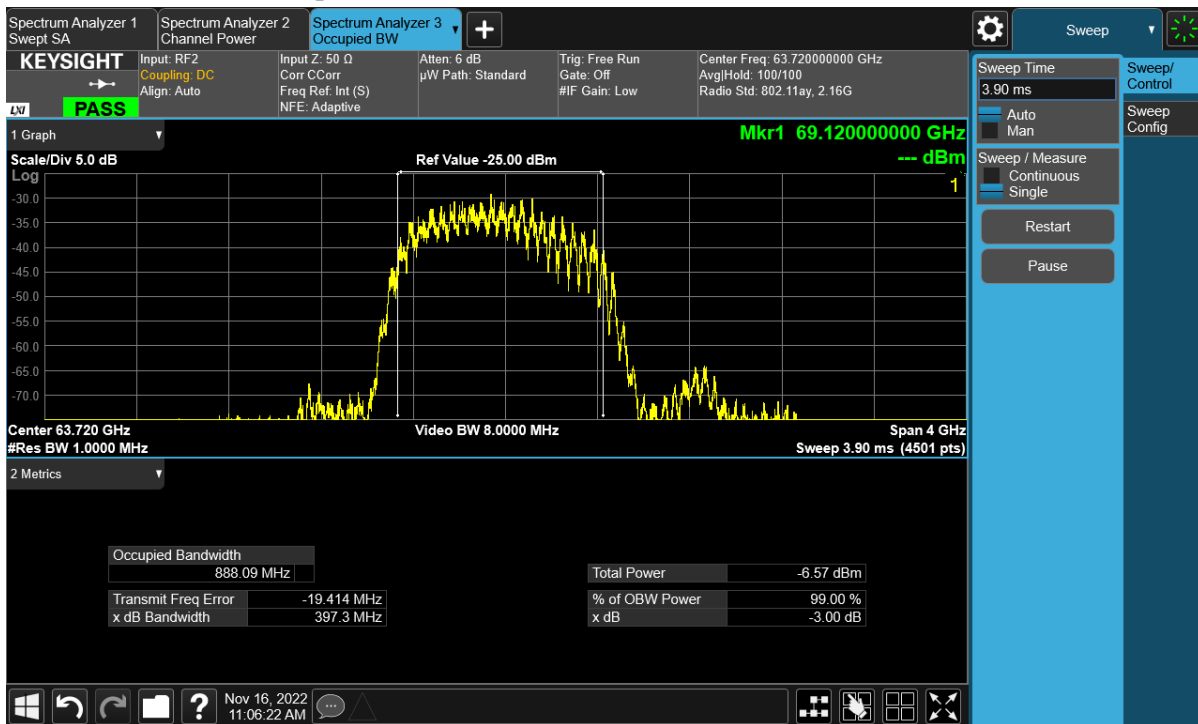 Spectrum Analyzer 1
Swept SA
Spectrum Analyzer 2
Channel Power
Spectrum Analyzer 3
Occupied BW
Sweep
KEYSIGHT
LXI
PASS
Input: RF2
Coupling: DC
Align: Auto
Input Z: 50 Ω
Corr CCorr
Freq Ref: Int (S)
NFE: Adaptive
Atten: 6 dB
µW Path: Standard
Trig: Free Run
Gate: Off
#IF Gain: Low
Center Freq: 63.720000000 GHz
Avg|Hold: 100/100
Radio Std: 802.11ay, 2.16G
Sweep Time
3.90 ms
Auto
Man
Sweep / Measure
Continuous
Single
Restart
Pause
Sweep/
Control
Sweep
Config
1 Graph
Mkr1 69.120000000 GHz
Scale/Div 5.0 dB
Ref Value -25.00 dBm
--- dBm
Log
1
-30.0
-35.0
-40.0
-45.0
-50.0
-55.0
-60.0
-65.0
-70.0
Center 63.720 GHz
Video BW 8.0000 MHz
Span 4 GHz
#Res BW 1.0000 MHz
Sweep 3.90 ms (4501 pts)
2 Metrics
Occupied Bandwidth
888.09 MHz
Total Power -6.57 dBm
Transmit Freq Error -19.414 MHz
% of OBW Power 99.00 %
x dB Bandwidth 397.3 MHz
x dB -3.00 dB
?
Nov 16, 2022
11:06:22 AM